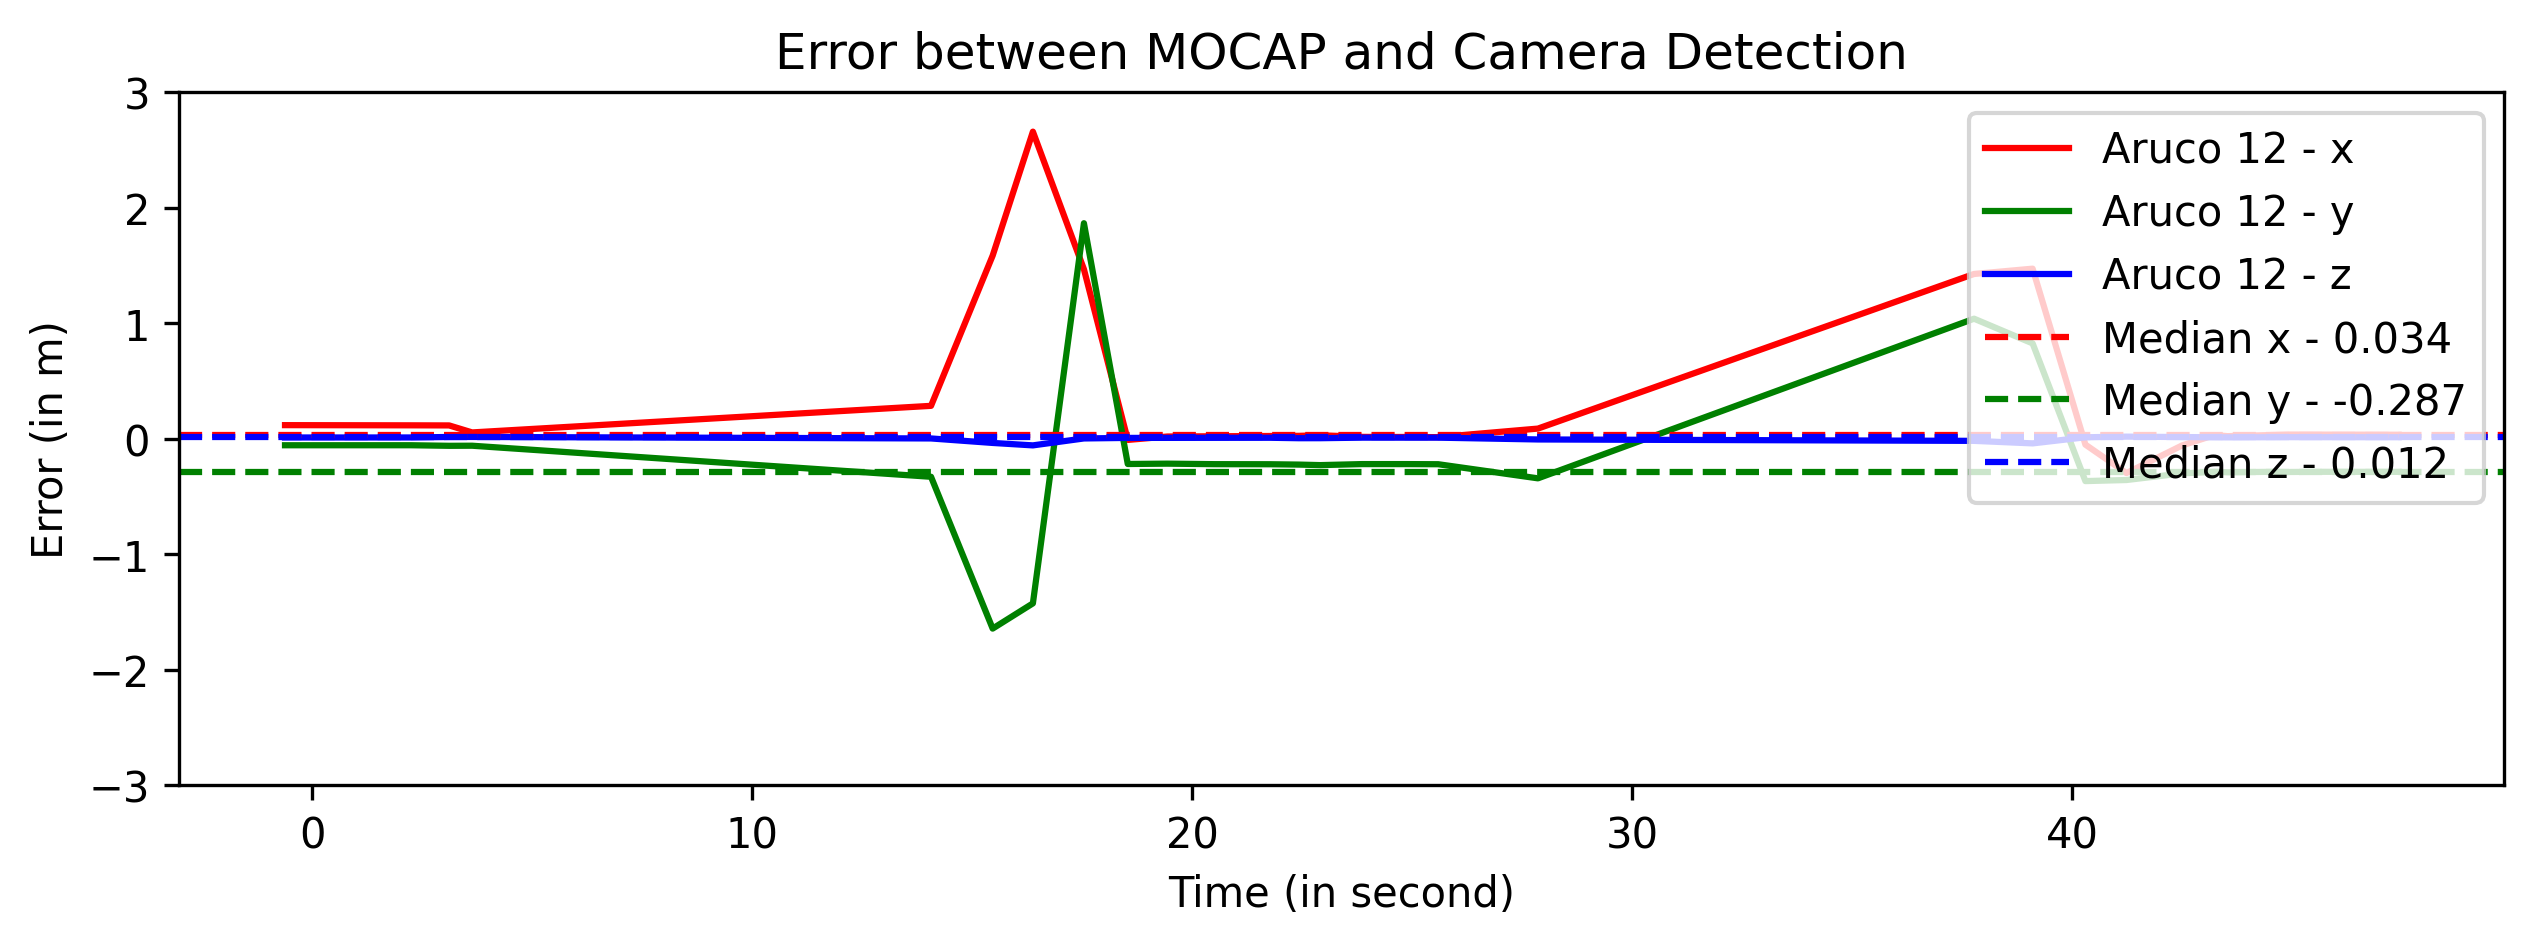 Error between MOCAP and Camera Detection
3
2
1
0
−1
−2
−3
Error (in m)
Aruco 12 - x
Aruco 12 - y
Aruco 12 - z
Median x - 0.034
Median y - -0.287
Median z - 0.012
0 10 20 30 40
Time (in second)